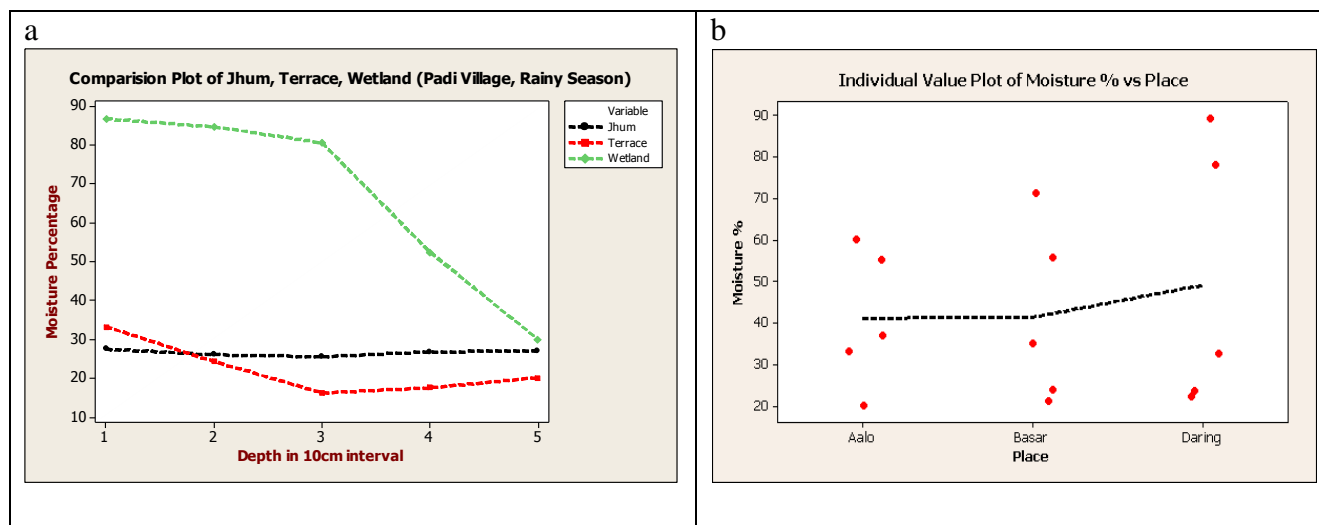 a
Comparision Plot of Jhum, Terrace, Wetland (Padi Village, Rainy Season)
90
80
70
60
50
40
30
20
10
Moisture Percentage
1 2 3 4 5
Depth in 10cm interval
Variable
Jhum
Terrace
Wetland
b
Individual Value Plot of Moisture % vs Place
90
80
70
60
50
40
30
20
Moisture %
Aalo Basar Daring
Place